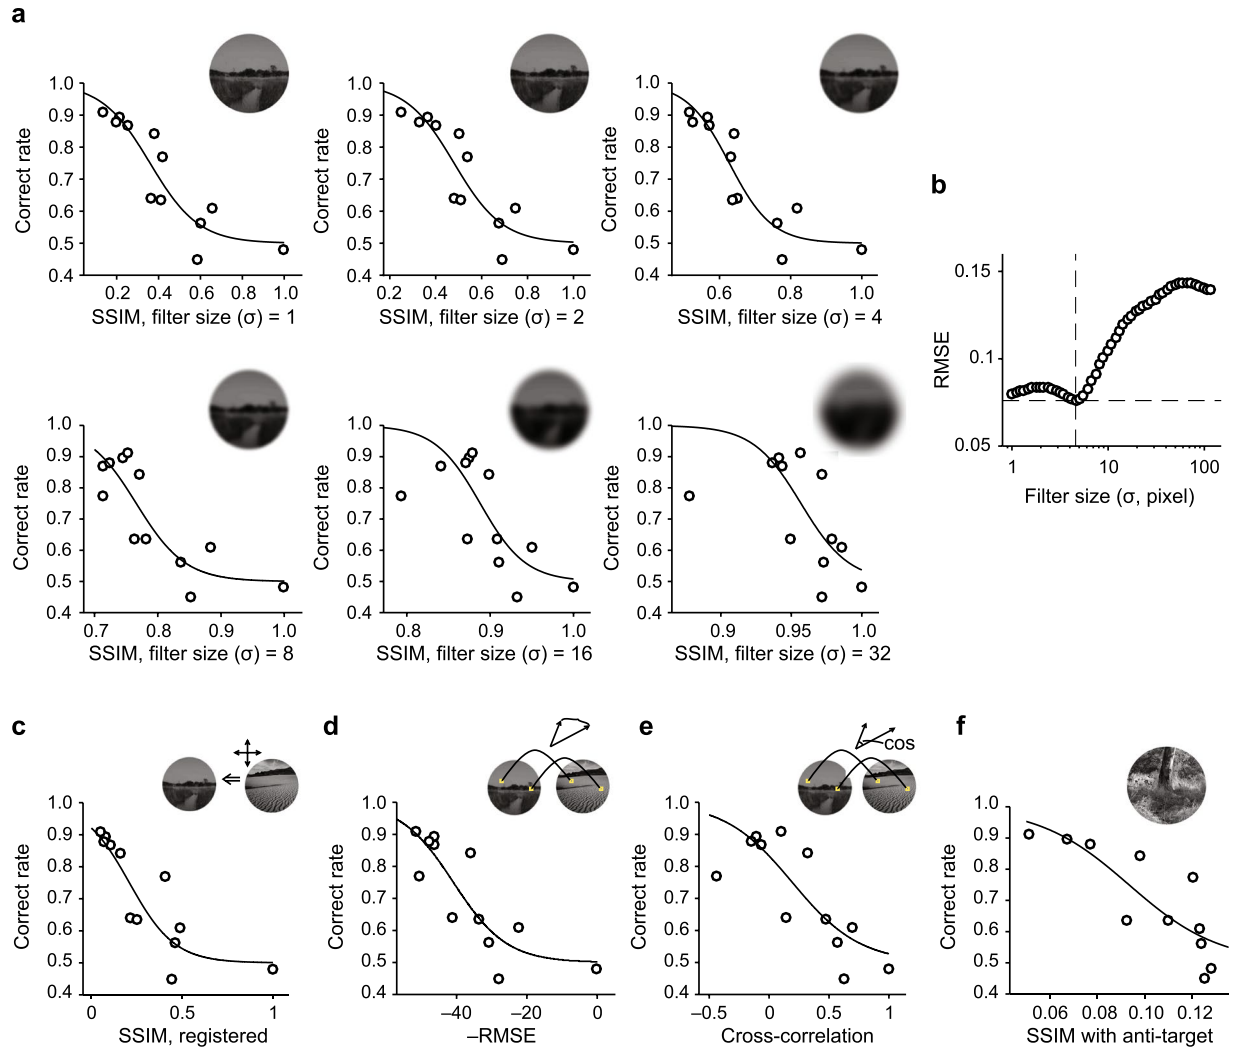 a
1.0
0.9
0.8
0.7
0.6
0.5
0.4
Correct rate
0.2 0.4 0.6 0.8 1.0
SSIM, filter size (σ) = 1
1.0
0.9
0.8
0.7
0.6
0.5
0.4
Correct rate
0.2 0.4 0.6 0.8 1.0
SSIM, filter size (σ) = 2
1.0
0.9
0.8
0.7
0.6
0.5
0.4
Correct rate
0.6 0.8 1.0
SSIM, filter size (σ) = 4
1.0
0.9
0.8
0.7
0.6
0.5
0.4
Correct rate
0.7 0.8 0.9 1.0
SSIM, filter size (σ) = 8
1.0
0.9
0.8
0.7
0.6
0.5
0.4
Correct rate
0.8 0.9 1.0
SSIM, filter size (σ) = 16
1.0
0.9
0.8
0.7
0.6
0.5
0.4
Correct rate
0.9 0.95 1.0
SSIM, filter size (σ) = 32
b
0.15
0.1
0.05
RMSE
1 10 100
Filter size (σ, pixel)
c
1.0
0.9
0.8
0.7
0.6
0.5
0.4
Correct rate
0 0.5 1.0
SSIM, registered
d
1.0
0.9
0.8
0.7
0.6
0.5
0.4
Correct rate
–40 –20 0
–RMSE
e
cos
1.0
0.9
0.8
0.7
0.6
0.5
0.4
Correct rate
–0.5 0 0.5 1.0
Cross-correlation
f
1.0
0.9
0.8
0.7
0.6
0.5
0.4
Correct rate
0.06 0.08 0.10 0.12
SSIM with anti-target